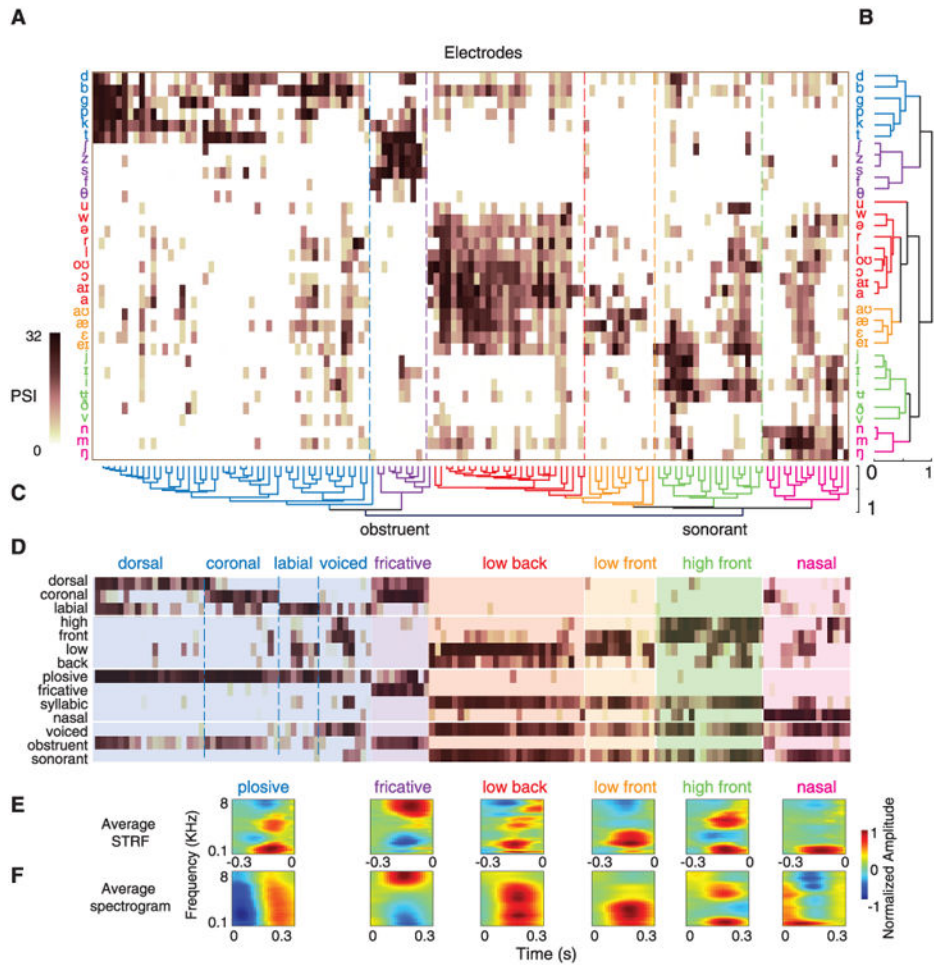 A
B
Electrodes
d
b
g
p
k
t
ʃ
z
s
f
θ
u
w
ə
r
l
oʊ
ɔ
aɪ
a
aʊ
æ
ɛ
eɪ
j
ɪ
i
ʉ
ð
v
n
m
ŋ
d
b
g
p
k
t
ʃ
z
s
f
θ
u
w
ə
r
l
oʊ
ɔ
aɪ
a
aʊ
æ
ɛ
eɪ
j
ɪ
i
ʉ
ð
v
n
m
ŋ
32
PSI
0
0 1
1
C
obstruent sonorant
D
dorsal coronal labial voiced fricative low back low front high front nasal
dorsal
coronal
labial
high
front
low
back
plosive
fricative
syllabic
nasal
voiced
obstruent
sonorant
plosive fricative low back low front high front nasal
E
Average
STRF
8
0.1
-0.3 0 -0.3 0 -0.3 0 -0.3 0 -0.3 0 -0.3 0
F
Average
spectrogram
8
0.1
Frequency (KHz)
0 0.3 0 0.3 0 0.3 0 0.3 0 0.3 0 0.3
Time (s)
1
0
-1
Normalized Amplitude